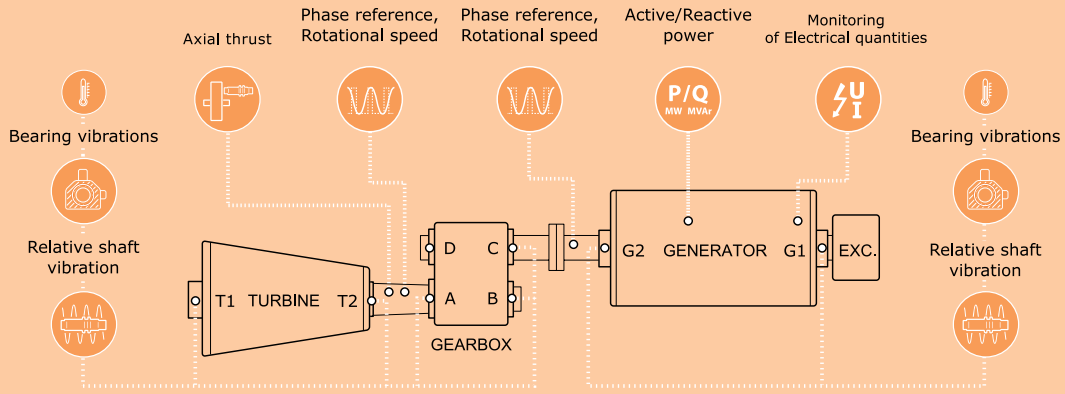 Phase reference,
Rotational speed
Phase reference,
Rotational speed
Active/Reactive
power
Monitoring
of Electrical quantities
Axial thrust
P/Q
MW MVAr
U
I
Bearing vibrations
Bearing vibrations
Relative shaft
vibration
Relative shaft
vibration
D C
G2 GENERATOR G1 EXC.
T1 TURBINE T2
A B
GEARBOX